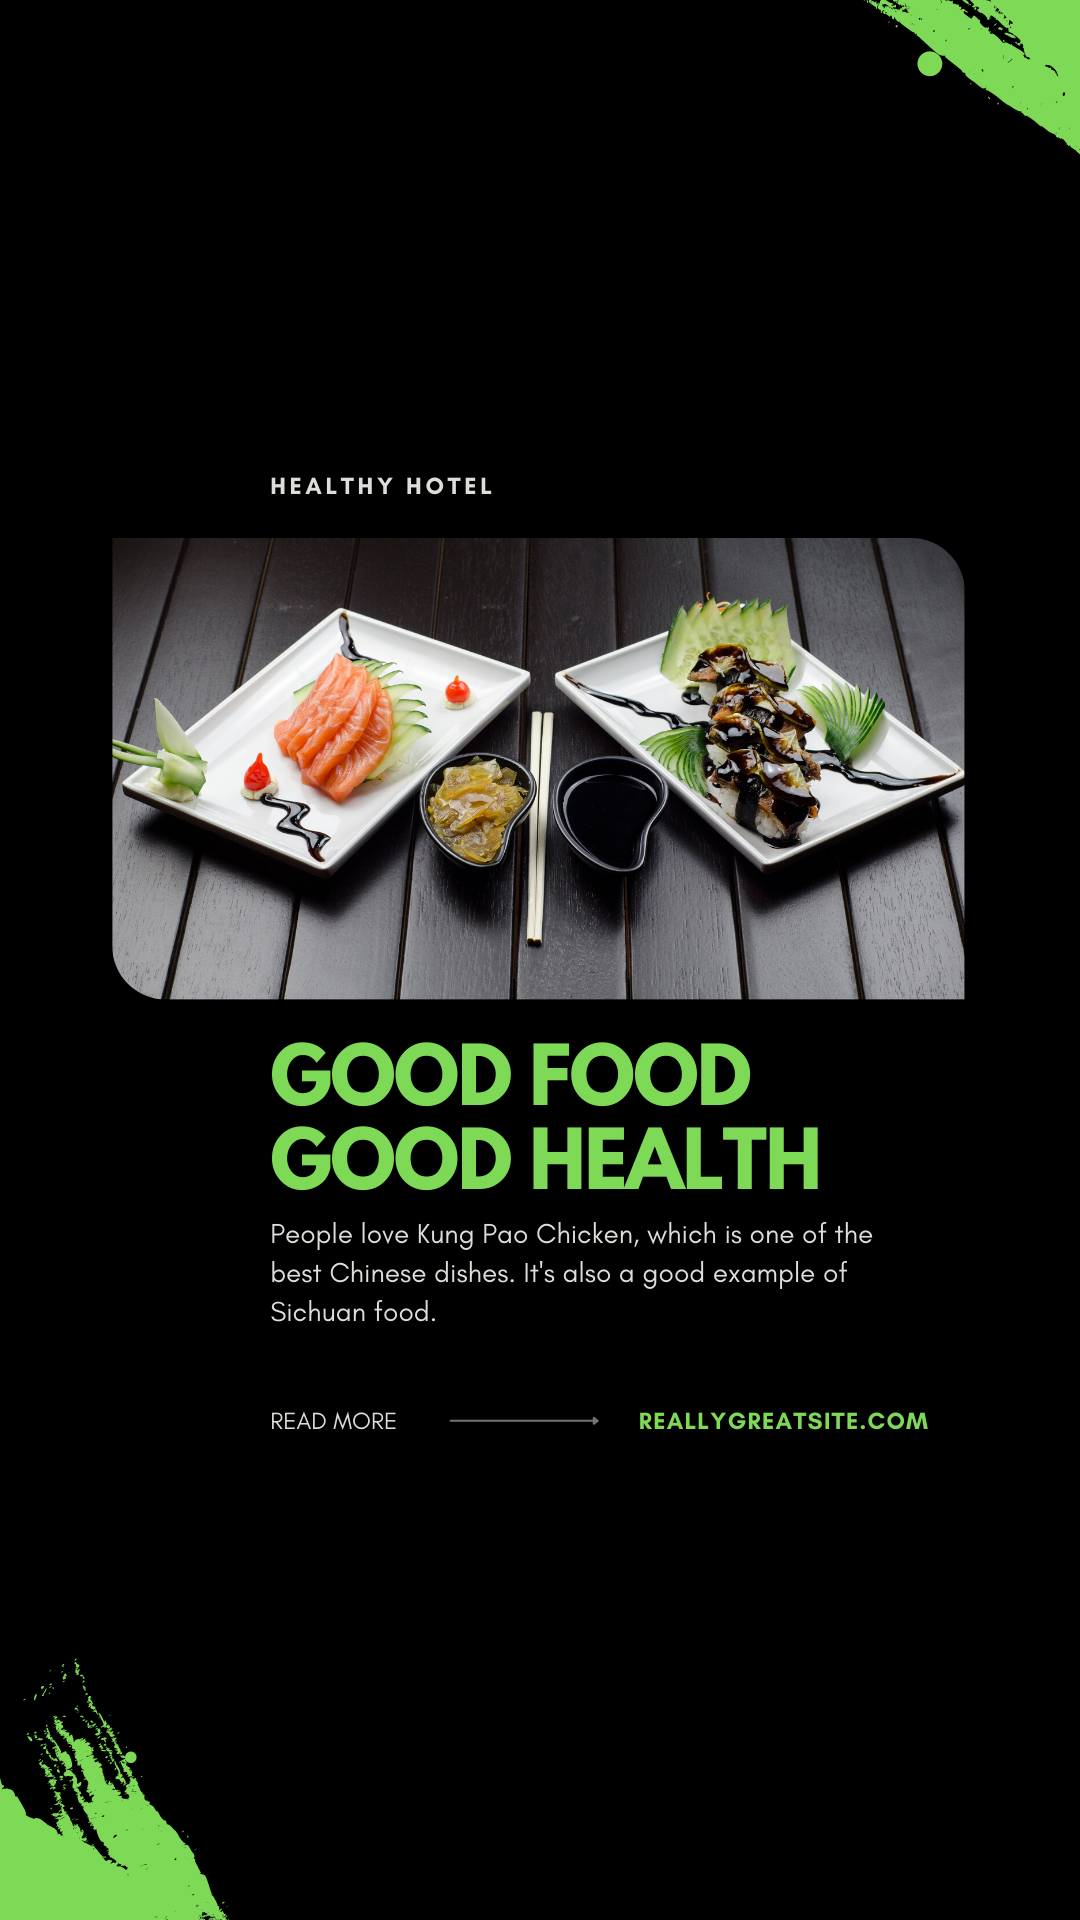 HEALTHY HOTEL
GOOD FOOD
GOOD HEALTH
People love Kung Pao Chicken, which is one of the
best Chinese dishes. It's also a good example of
Sichuan food.
READ MORE
REALLYGREATSITE.COM